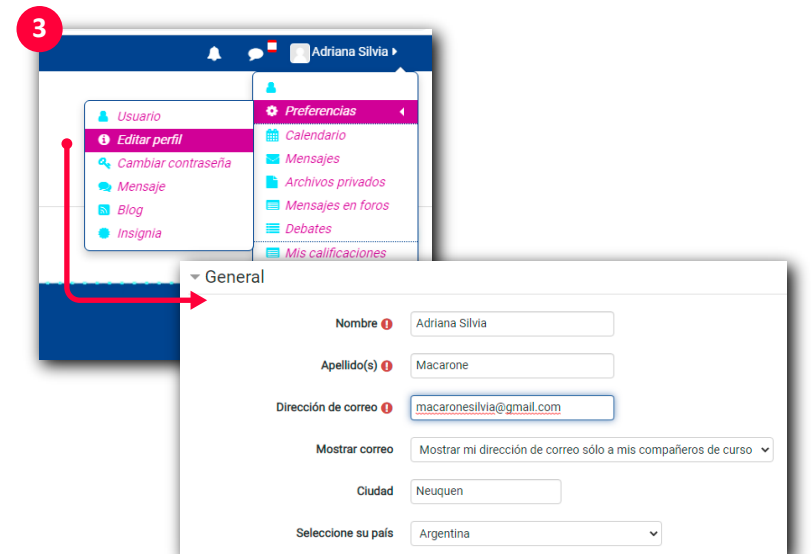 3
Adriana Silvia
Preferencias
Calendario
Mensajes
Archivos privados
Mensajes en foros
Debates
Mis calificaciones
Usuario
Editar perfil
Cambiar contraseña
Mensaje
Blog
Insignia
General
Nombre Adriana Silvia
Apellido(s) Macarone
Dirección de correo macaronesilvia@gmail.com
Mostrar correo Mostrar mi dirección de correo sólo a mis compañeros de curso
Ciudad Neuquen
Seleccione su país Argentina